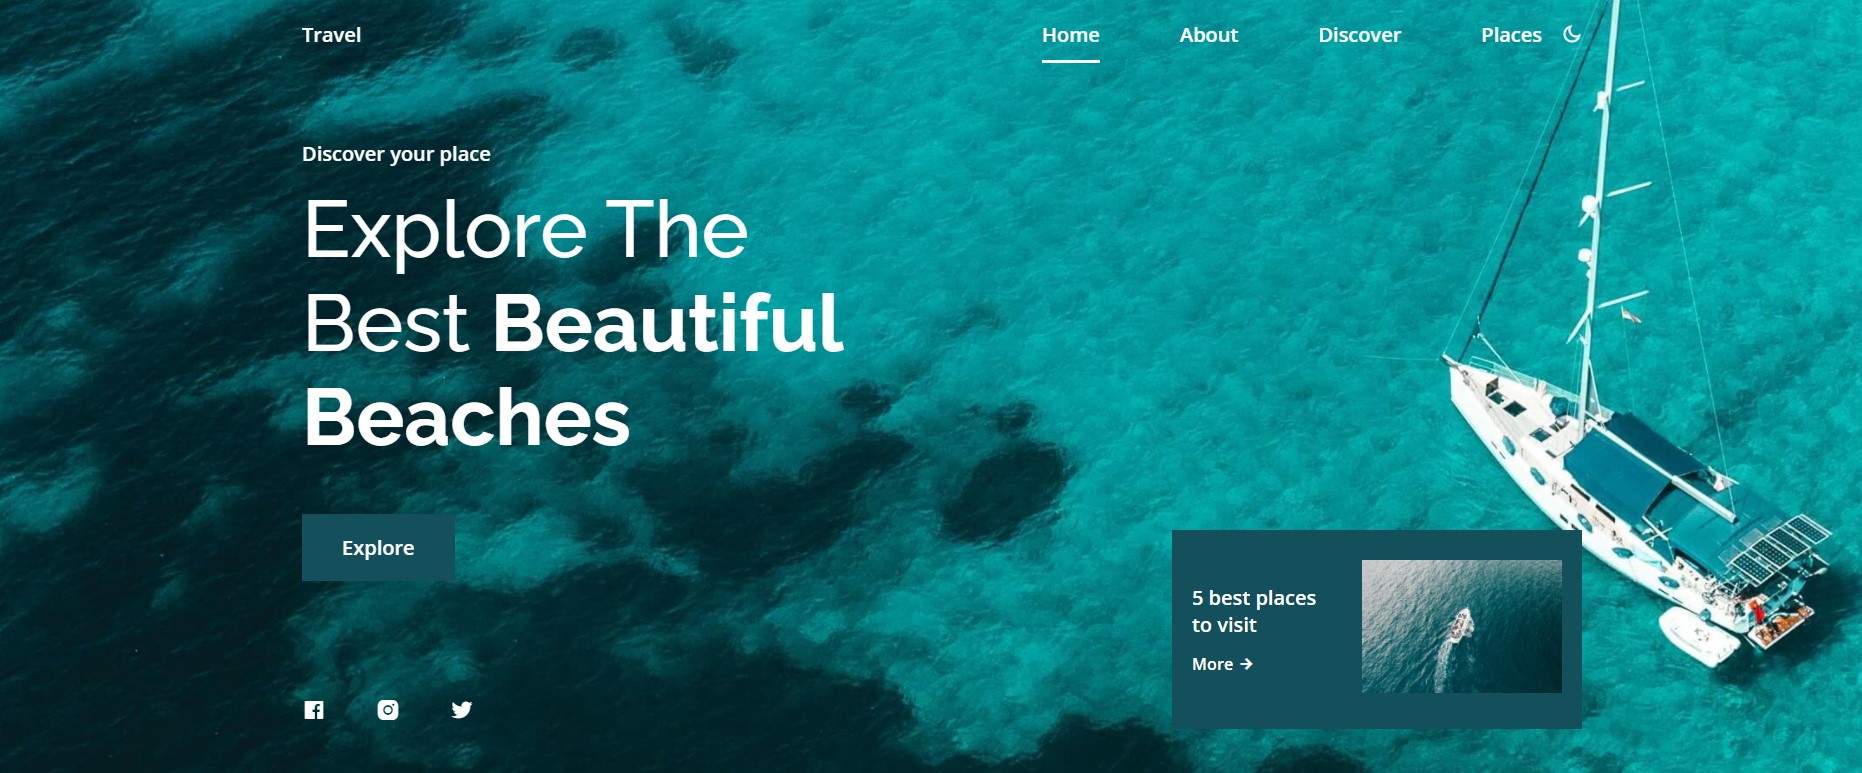 Travel
Home
About
Discover
Places
Discover your place
Explore The
Best Beautiful
Beaches
Explore
5 best places
to visit
More →